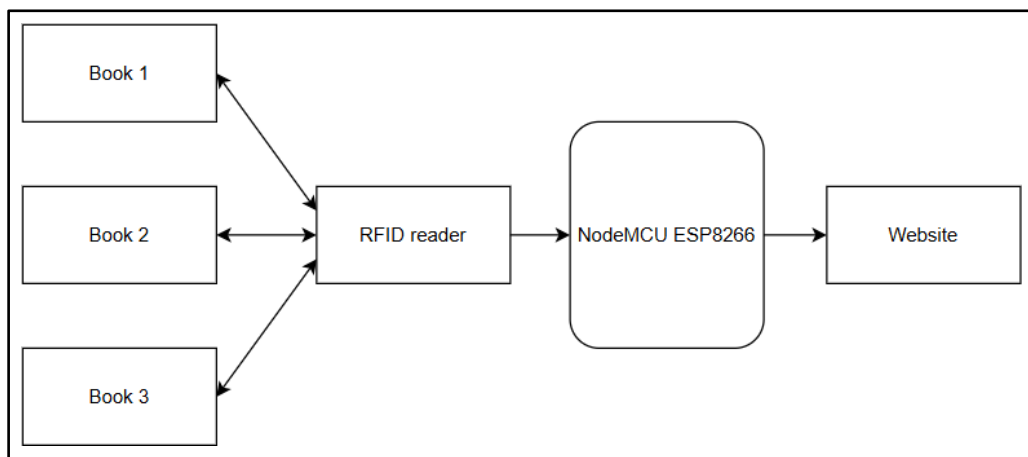 Book 1
Book 2
RFID reader
NodeMCU ESP8266
Website
Book 3